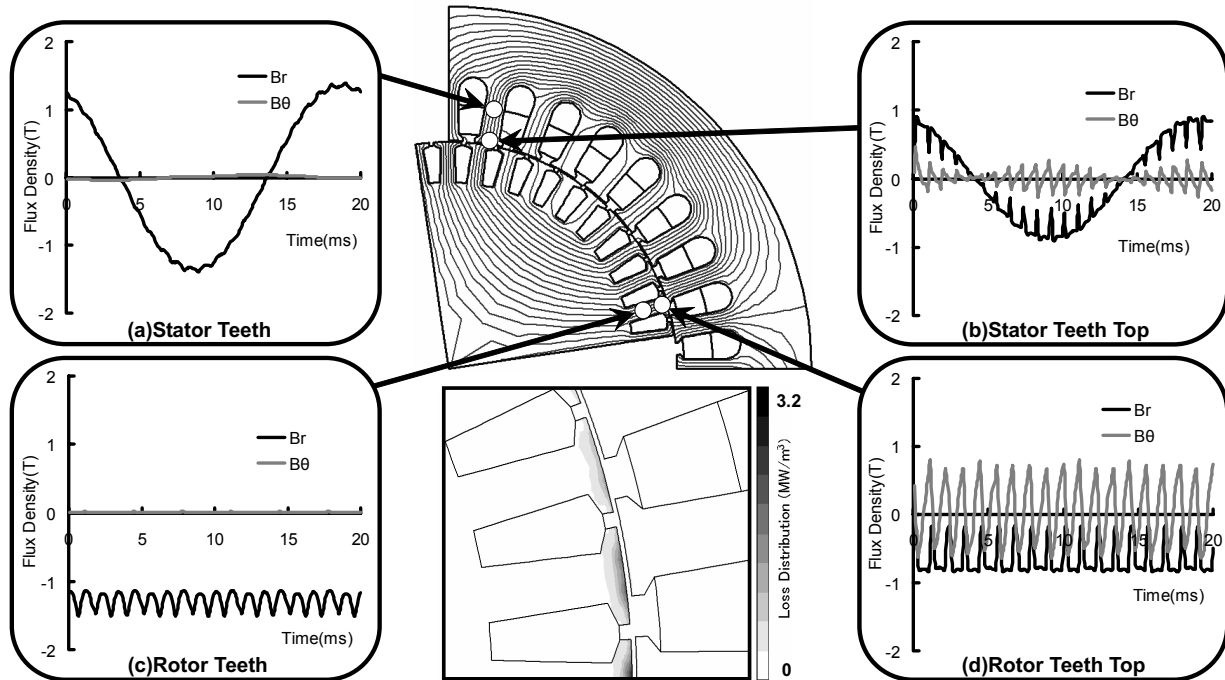 2
1
0
-1
-2
Flux Density(T)
Br
Bθ
0
5
10
15
20
Time(ms)
(a)Stator Teeth
2
1
0
-1
-2
Flux Density(T)
Br
Bθ
0
5
10
15
20
Time(ms)
(b)Stator Teeth Top
2
1
0
-1
-2
Flux Density(T)
Br
Bθ
0
5
10
15
20
Time(ms)
(c)Rotor Teeth
3.2
Loss Distribution (MW/m³)
0
2
1
0
-1
-2
Flux Density(T)
Br
Bθ
0
5
10
15
20
Time(ms)
(d)Rotor Teeth Top